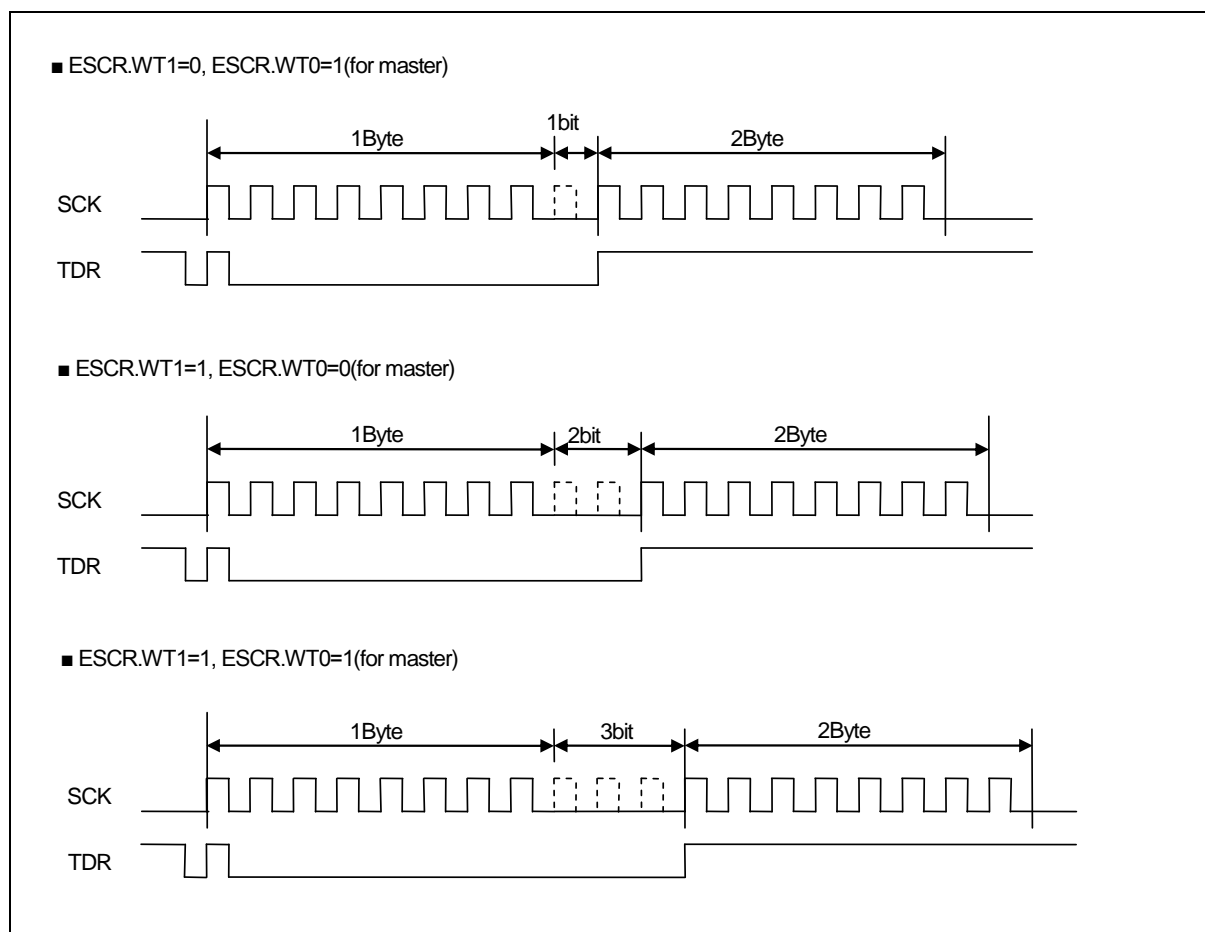 ■ ESCR.WT1=0, ESCR.WT0=1(for master)
1Byte 1bit 2Byte
SCK
TDR
■ ESCR.WT1=1, ESCR.WT0=0(for master)
1Byte 2bit 2Byte
SCK
TDR
■ ESCR.WT1=1, ESCR.WT0=1(for master)
1Byte 3bit 2Byte
SCK
TDR